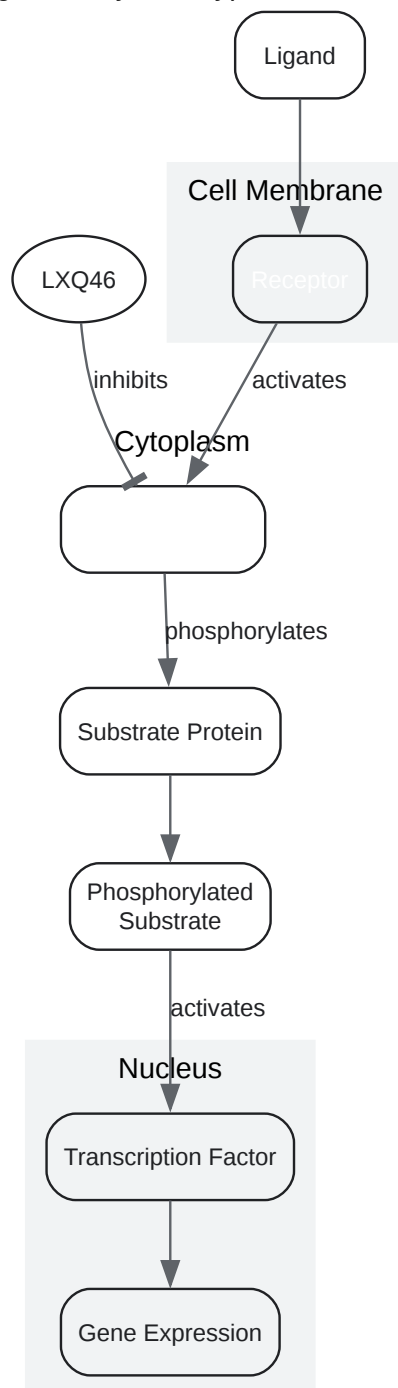 Ligand
Cell Membrane
Receptor
LXQ46
inhibits
activates
Cytoplasm
phosphorylates
Substrate Protein
Phosphorylated
Substrate
activates
Nucleus
Transcription Factor
Gene Expression